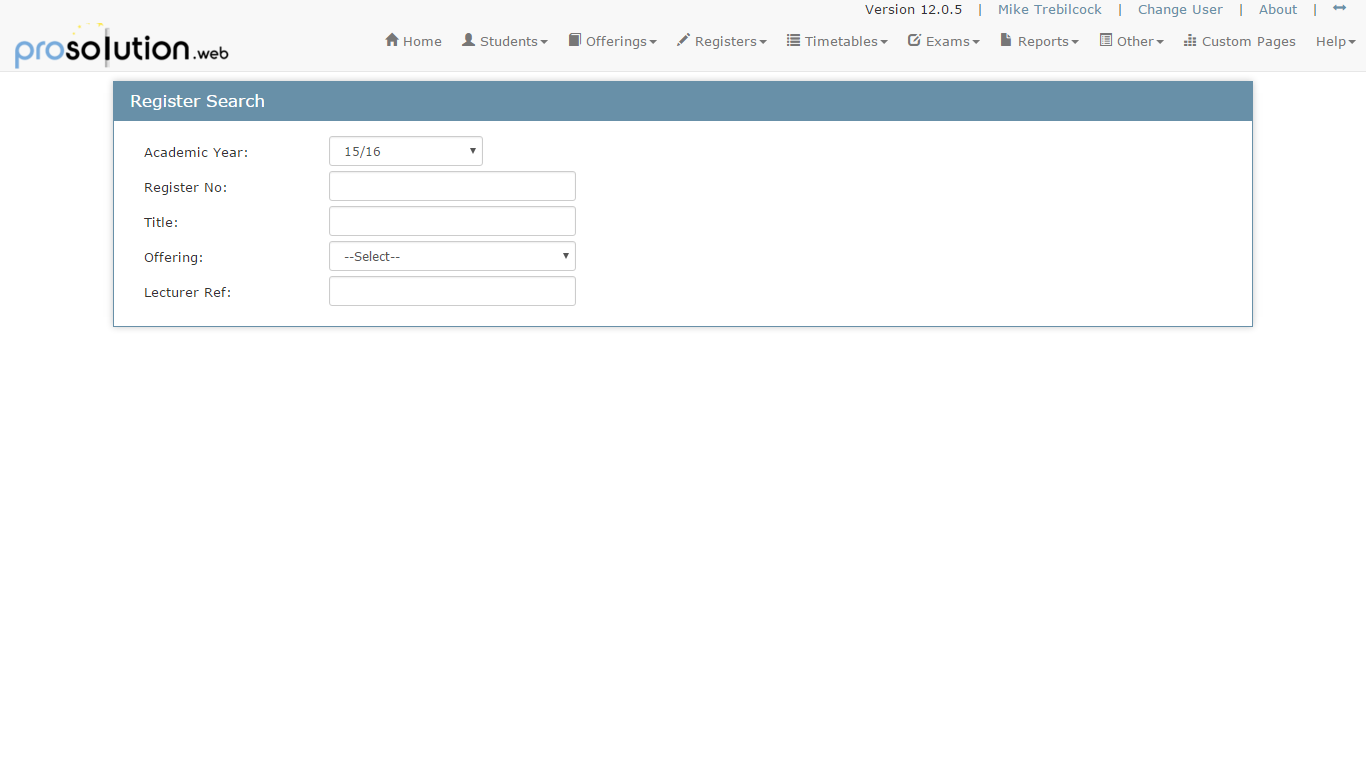 Version 12.0.5 | Mike Trebilcock | Change User | About |
prosolution.web
Home Students Offerings Registers Timetables Exams Reports Other Custom Pages Help
Register Search
Academic Year: 15/16
Register No:
Title:
Offering: --Select--
Lecturer Ref: